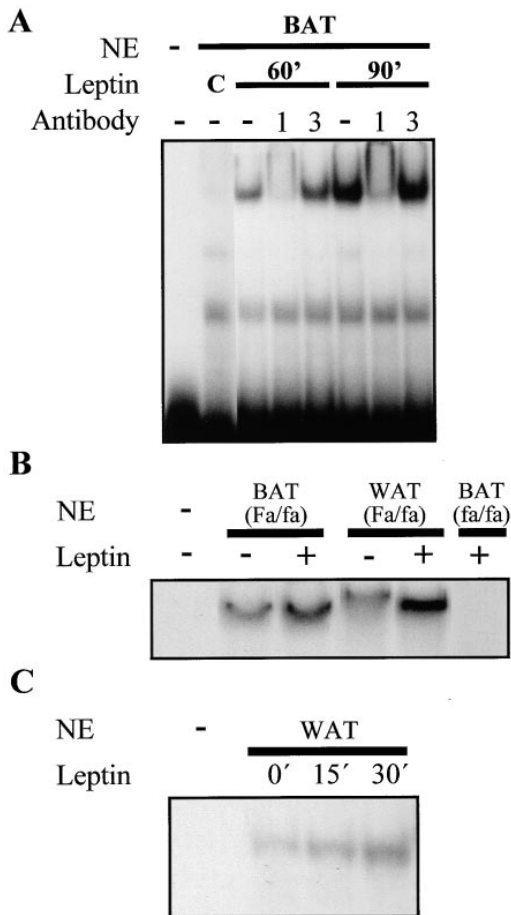 A
BAT
NE -
Leptin C 60' 90'
Antibody - - - 1 3 - 1 3
B
BAT WAT BAT
NE - (Fa/fa) (Fa/fa) (fa/fa)
Leptin - - + - + +
C
NE - WAT
Leptin 0´ 15´ 30´